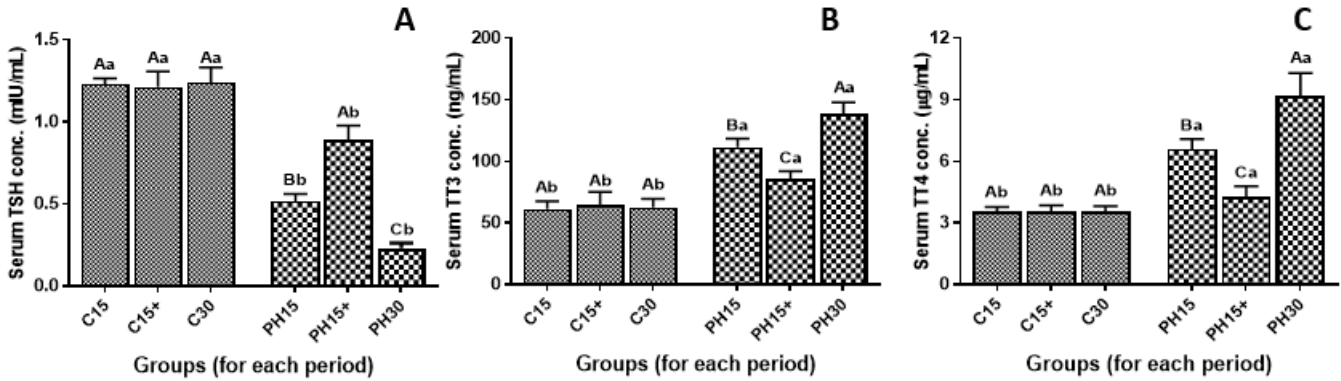 A
Serum TSH conc. (mIU/mL)
1.5
1.0
0.5
0.0
Aa Aa Aa
Bb Ab Cb
C15 C15+ C30 PH15 PH15+ PH30
Groups (for each period)
B
Serum TT3 conc. (ng/mL)
200
150
100
50
0
Ab Ab Ab
Ba Ca Aa
C15 C15+ C30 PH15 PH15+ PH30
Groups (for each period)
C
Serum TT4 conc. (µg/mL)
12
9
6
3
0
Ab Ab Ab
Ba Ca Aa
C15 C15+ C30 PH15 PH15+ PH30
Groups (for each period)